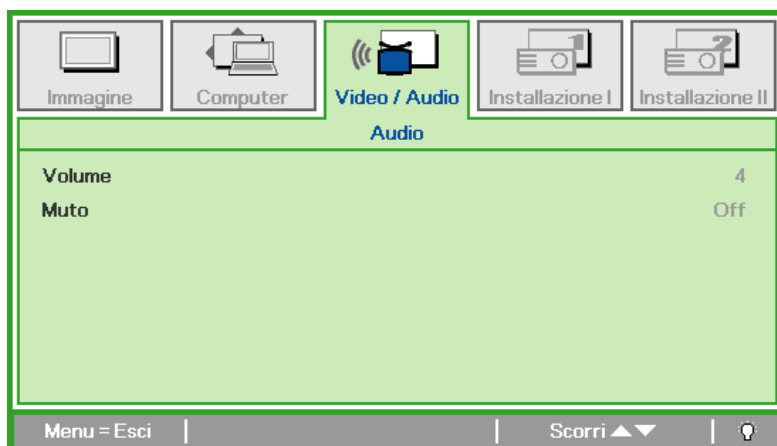 Immagine
Computer
Video / Audio
Installazione I
Installazione II
Audio
Volume 4
Muto Off
Menu = Esci
Scorri ▲▼